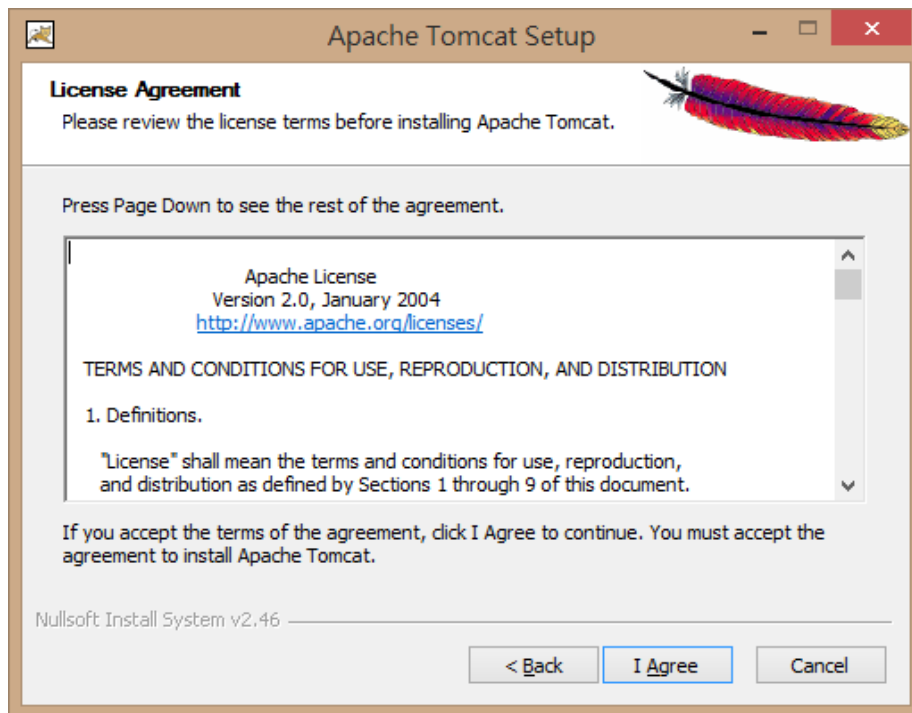 Apache Tomcat Setup
License Agreement
Please review the license terms before installing Apache Tomcat.
Press Page Down to see the rest of the agreement.
Apache License
Version 2.0, January 2004
http://www.apache.org/licenses/
TERMS AND CONDITIONS FOR USE, REPRODUCTION, AND DISTRIBUTION
1. Definitions.
"License" shall mean the terms and conditions for use, reproduction,
and distribution as defined by Sections 1 through 9 of this document.
If you accept the terms of the agreement, click I Agree to continue. You must accept the
agreement to install Apache Tomcat.
Nullsoft Install System v2.46
< Back I Agree Cancel